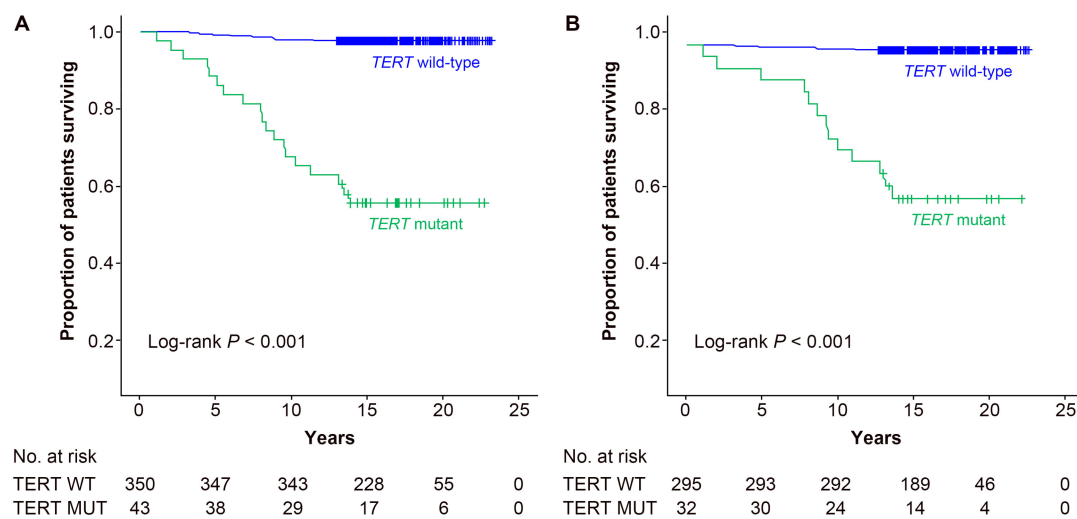 A
Proportion of patients surviving
1.0
0.8
0.6
0.4
0.2
TERT wild-type
TERT mutant
Log-rank P < 0.001
0 5 10 15 20 25
Years
No. at risk
TERT WT 350 347 343 228 55 0
TERT MUT 43 38 29 17 6 0
B
Proportion of patients surviving
1.0
0.8
0.6
0.4
0.2
TERT wild-type
TERT mutant
Log-rank P < 0.001
0 5 10 15 20 25
Years
No. at risk
TERT WT 295 293 292 189 46 0
TERT MUT 32 30 24 14 4 0